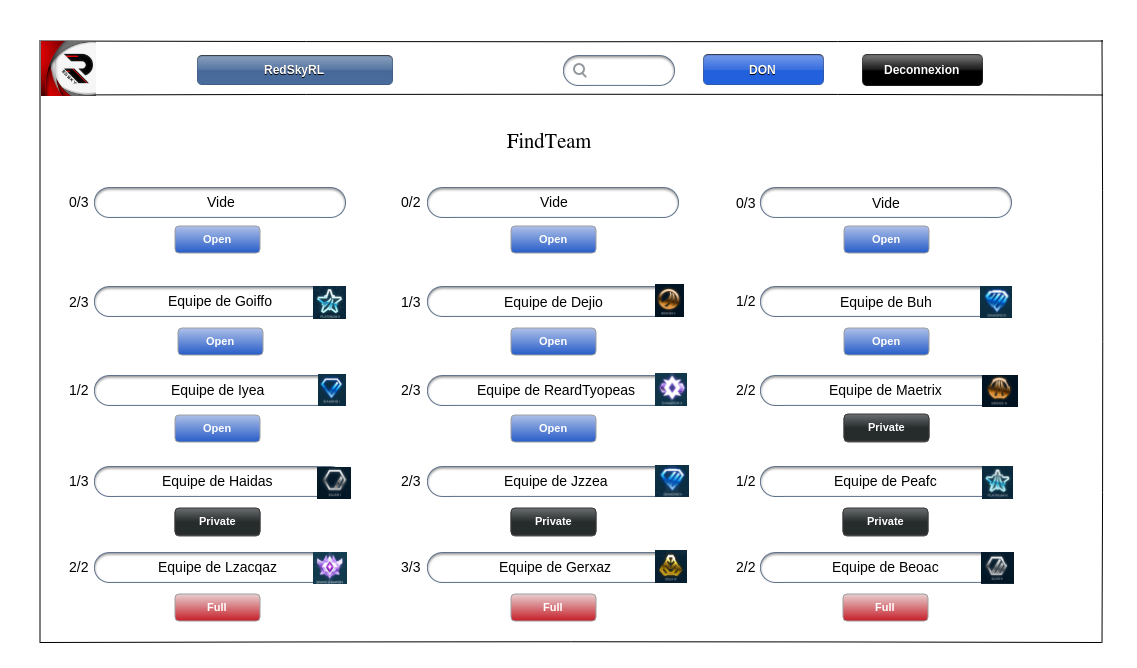 RedSkyRL
DON
Deconnexion
FindTeam
0/3 Vide
0/2 Vide
0/3 Vide
Open
Open
Open
2/3 Equipe de Goiffo
1/3 Equipe de Dejio
1/2 Equipe de Buh
Open
Open
Open
1/2 Equipe de Iyea
2/3 Equipe de ReardTyopeas
2/2 Equipe de Maetrix
Open
Open
Private
1/3 Equipe de Haidas
2/3 Equipe de Jzzea
1/2 Equipe de Peafc
Private
Private
Private
2/2 Equipe de Lzacqaz
3/3 Equipe de Gerxaz
2/2 Equipe de Beoac
Full
Full
Full